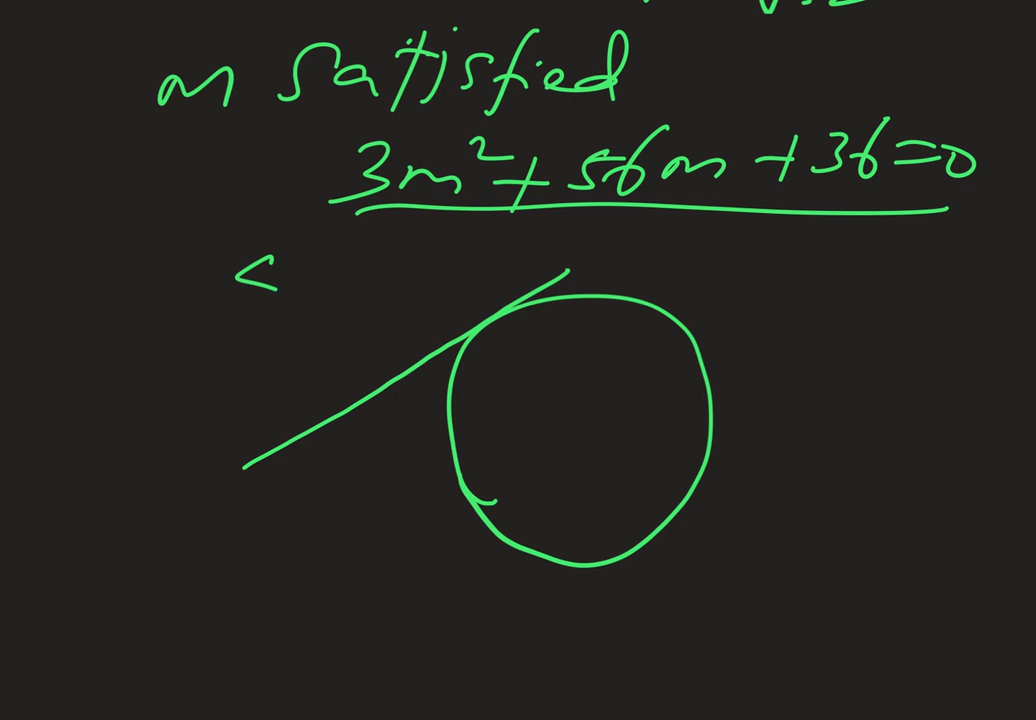 m satisfied
3m²+56m+36=0
<